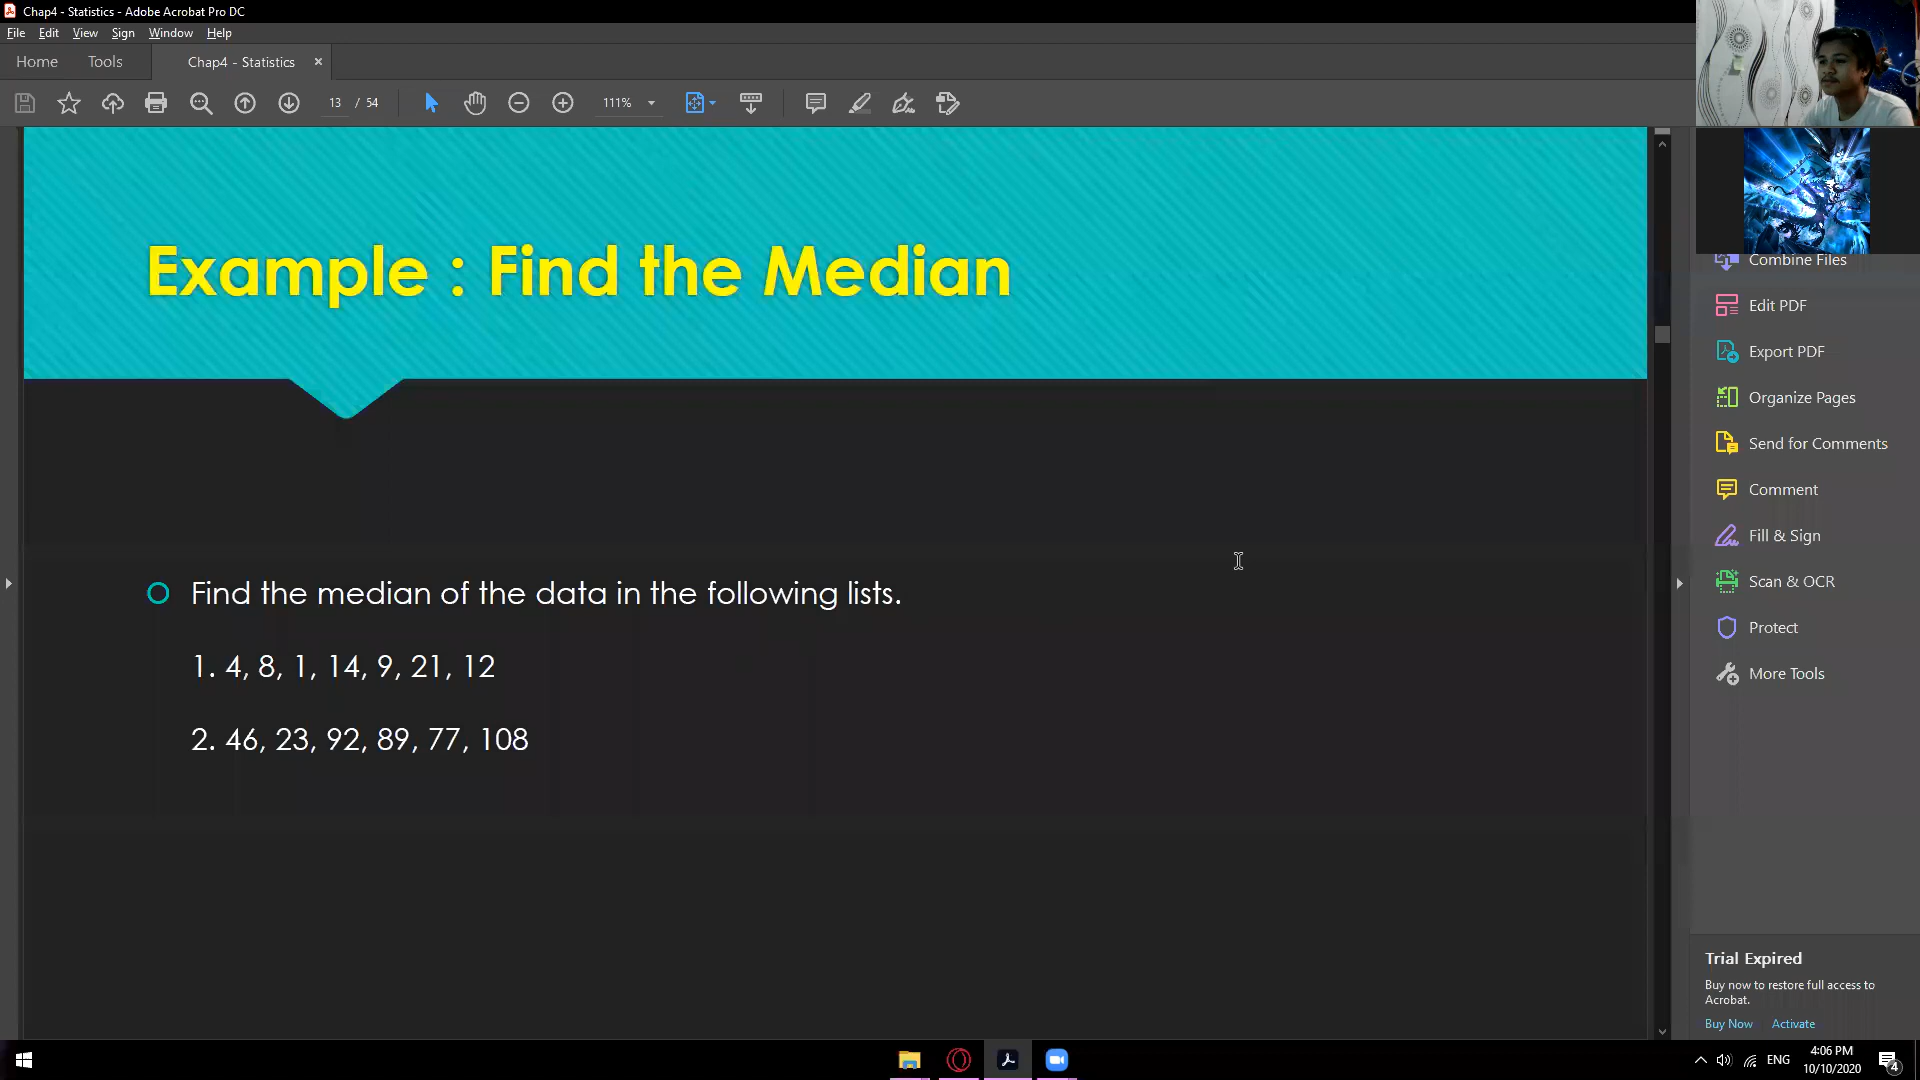 Chap4 - Statistics - Adobe Acrobat Pro DC
File Edit View Sign Window Help
Home Tools Chap4 - Statistics ×
13 / 54 111%
Example : Find the Median
Find the median of the data in the following lists.
1. 4, 8, 1, 14, 9, 21, 12
2. 46, 23, 92, 89, 77, 108
Combine Files
Edit PDF
Export PDF
Organize Pages
Send for Comments
Comment
Fill & Sign
Scan & OCR
Protect
More Tools
Trial Expired
Buy now to restore full access to
Acrobat.
Buy Now Activate
ENG 4:06 PM
10/10/2020
4